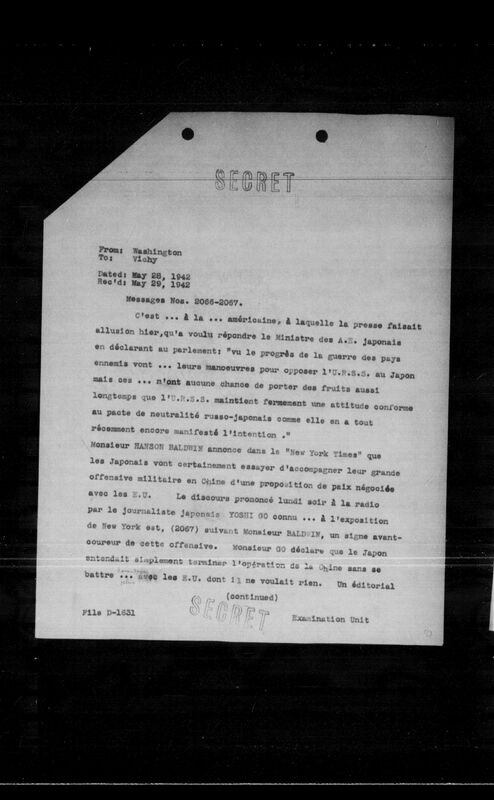 SECRET
From: Washington
To: Vichy
Dated: May 28, 1942
Rec'd: May 29, 1942
Messages Nos. 2066-2067.
C'est ... à la ... américaine, à laquelle la presse faisait
allusion hier,qu'a voulu répondre le Ministre des A.E. japonais
en déclarant au parlement: "vu le progrès de la guerre des pays
ennemis vont ... leurs manoeuvres pour opposer l'U.R.S.S. au Japon
mais ces ... n'ont aucune chance de porter des fruits aussi
longtemps que l'U.R.S.S. maintient fermement une attitude conforme
au pacte de neutralité russo-japonais comme elle en a tout
récemment encore manifesté l'intention ."
Monsieur HANSON BALDWIN annonce dans le "New York Times" que
les Japonais vont certainement essayer d'accompagner leur grande
offensive militaire en Chine d'une proposition de paix négociée
avec les E.U. Le discours prononcé lundi soir à la radio
par le journaliste japonais YOSHI GO connu ... à l'exposition
de New York est, (2067) suivant Monsieur BALDWIN, un signe avant-
coureur de cette offensive. Monsieur GO déclare que le Japon
entendait simplement terminer l'opération de la Chine sans se
battre ... avec les E.U. dont il ne voulait rien. Un éditorial
(continued)
File D-1631
SECRET
Examination Unit